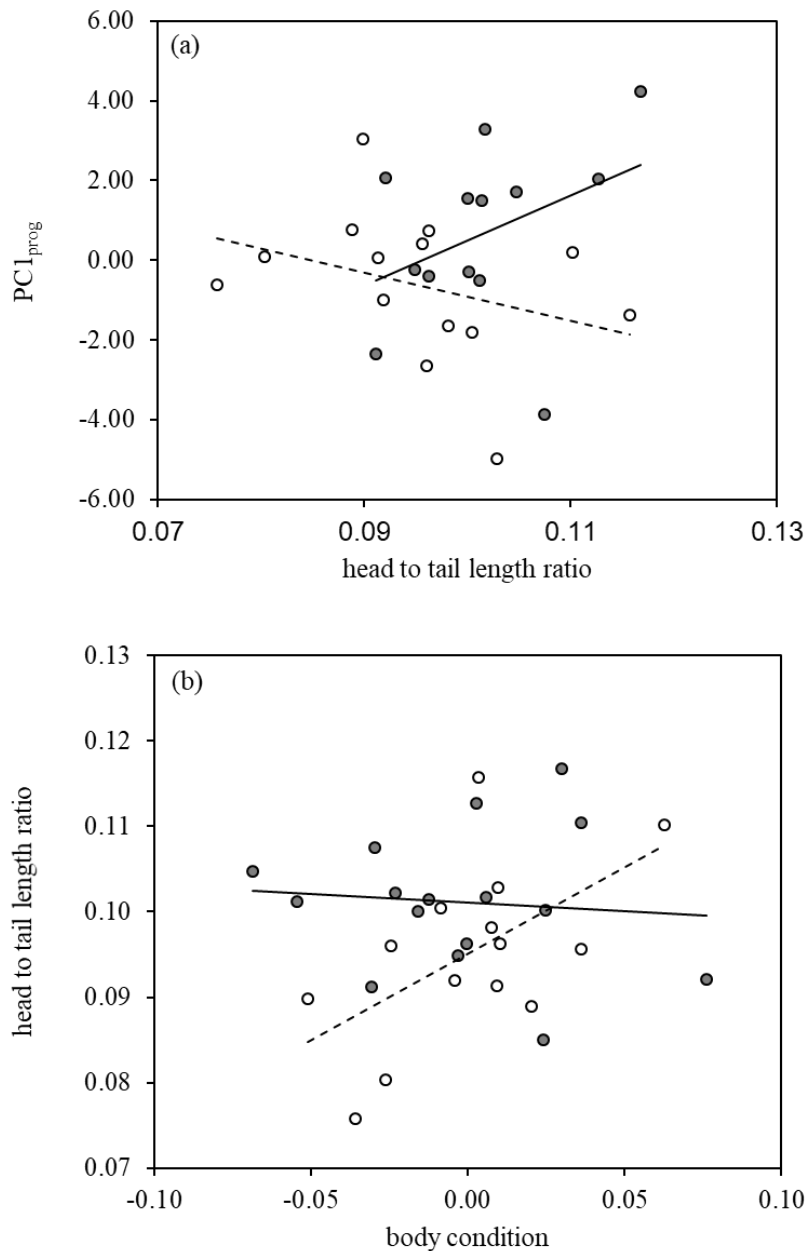 (a)
6.00
4.00
2.00
0.00
-2.00
-4.00
-6.00
PC1prog
0.07 0.09 0.11 0.13
head to tail length ratio
(b)
0.13
0.12
0.11
0.10
0.09
0.08
0.07
head to tail length ratio
-0.10 -0.05 0.00 0.05 0.10
body condition